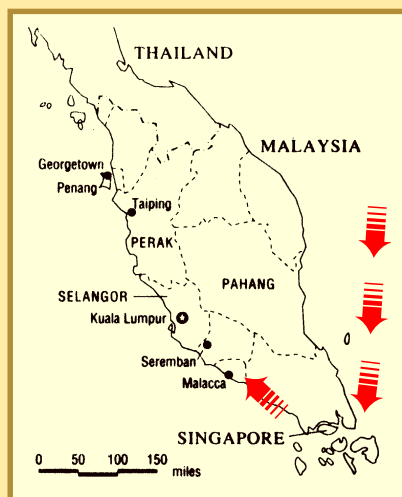 THAILAND
MALAYSIA
Georgetown
Penang
Taiping
PERAK
PAHANG
SELANGOR
Kuala Lumpur
Seremban
Malacca
SINGAPORE
0 50 100 150
miles